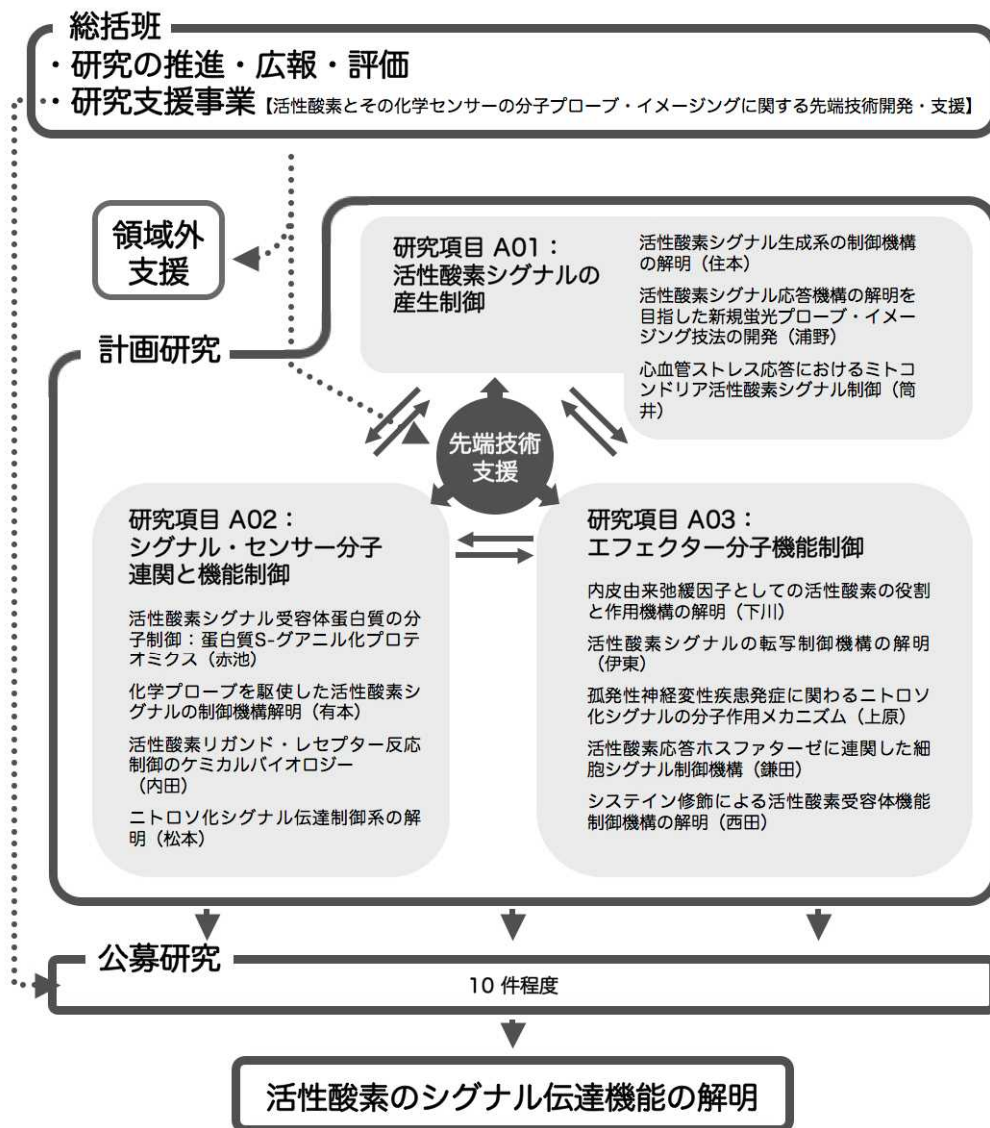 総括班
・研究の推進・広報・評価
・研究支援事業【活性酸素とその化学センサーの分子プローブ・イメージングに関する先端技術開発・支援】
領域外
支援
計画研究
研究項目 A01：
活性酸素シグナルの
産生制御
活性酸素シグナル生成系の制御機構
の解明（住本）
活性酸素シグナル応答機構の解明を
目指した新規蛍光プローブ・イメー
ジング技法の開発（浦野）
心血管ストレス応答におけるミトコ
ンドリア活性酸素シグナル制御（筒
井）
先端技術
支援
研究項目 A02：
シグナル・センサー分子
連関と機能制御
活性酸素シグナル受容体蛋白質の分
子制御：蛋白質S-グアニル化プロテ
オミクス（赤池）
化学プローブを駆使した活性酸素シ
グナルの制御機構解明（有本）
活性酸素リガンド・レセプター反応
制御のケミカルバイオロジー
（内田）
ニトロソ化シグナル伝達制御系の解
明（松本）
研究項目 A03：
エフェクター分子機能制御
内皮由来弛緩因子としての活性酸素の役割
と作用機構の解明（下川）
活性酸素シグナルの転写制御機構の解明
（伊東）
孤発性神経変性疾患発症に関わるニトロソ
化シグナルの分子作用メカニズム（上原）
活性酸素応答ホスファターゼに連関した細
胞シグナル制御機構（鎌田）
システイン修飾による活性酸素受容体機能
制御機構の解明（西田）
公募研究
10 件程度
活性酸素のシグナル伝達機能の解明